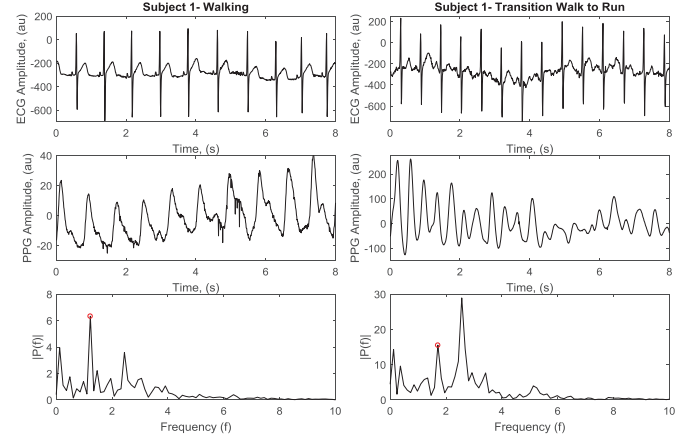 Subject 1- Walking
Subject 1- Transition Walk to Run
ECG Amplitude, (au)
200
0
-200
-400
-600
0 2 4 6 8
Time, (s)
ECG Amplitude, (au)
200
0
-200
-400
-600
0 2 4 6 8
Time, (s)
PPG Amplitude, (au)
40
20
0
-20
0 2 4 6 8
Time, (s)
PPG Amplitude, (au)
200
100
0
-100
0 2 4 6 8
Time, (s)
|P(f)|
8
6
4
2
0
0 2 4 6 8 10
Frequency (f)
|P(f)|
30
20
10
0
0 2 4 6 8 10
Frequency (f)